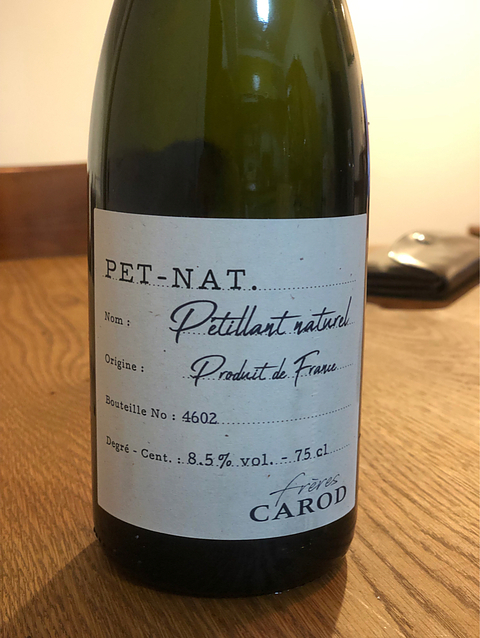 PET-NAT.
Nom : Pétillant naturel
Origine : Produit de France
Bouteille No : 4602
Degré - Cent. : 8.5% vol. - 75 cl
frères
CAROD